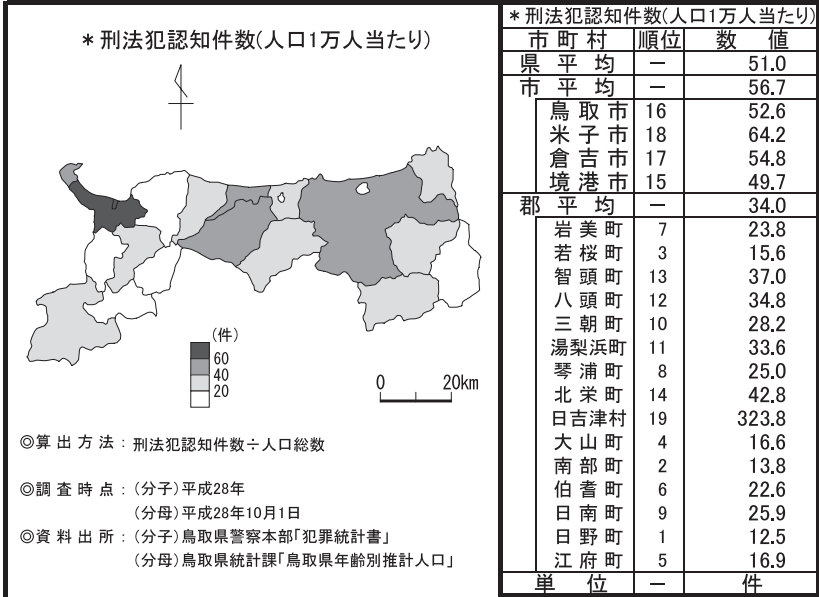 ＊刑法犯認知件数(人口1万人当たり)
(件)
60
40
20
0 20km
◎算出方法：刑法犯認知件数÷人口総数
◎調査時点：(分子)平成28年
(分母)平成28年10月1日
◎資料出所：(分子)鳥取県警察本部「犯罪統計書」
(分母)鳥取県統計課「鳥取県年齢別推計人口」
＊刑法犯認知件数(人口1万人当たり)
市町村 順位 数値
県平均 － 51.0
市平均 － 56.7
鳥取市 16 52.6
米子市 18 64.2
倉吉市 17 54.8
境港市 15 49.7
郡平均 － 34.0
岩美町 7 23.8
若桜町 3 15.6
智頭町 13 37.0
八頭町 12 34.8
三朝町 10 28.2
湯梨浜町 11 33.6
琴浦町 8 25.0
北栄町 14 42.8
日吉津村 19 323.8
大山町 4 16.6
南部町 2 13.8
伯耆町 6 22.6
日南町 9 25.9
日野町 1 12.5
江府町 5 16.9
単位 － 件